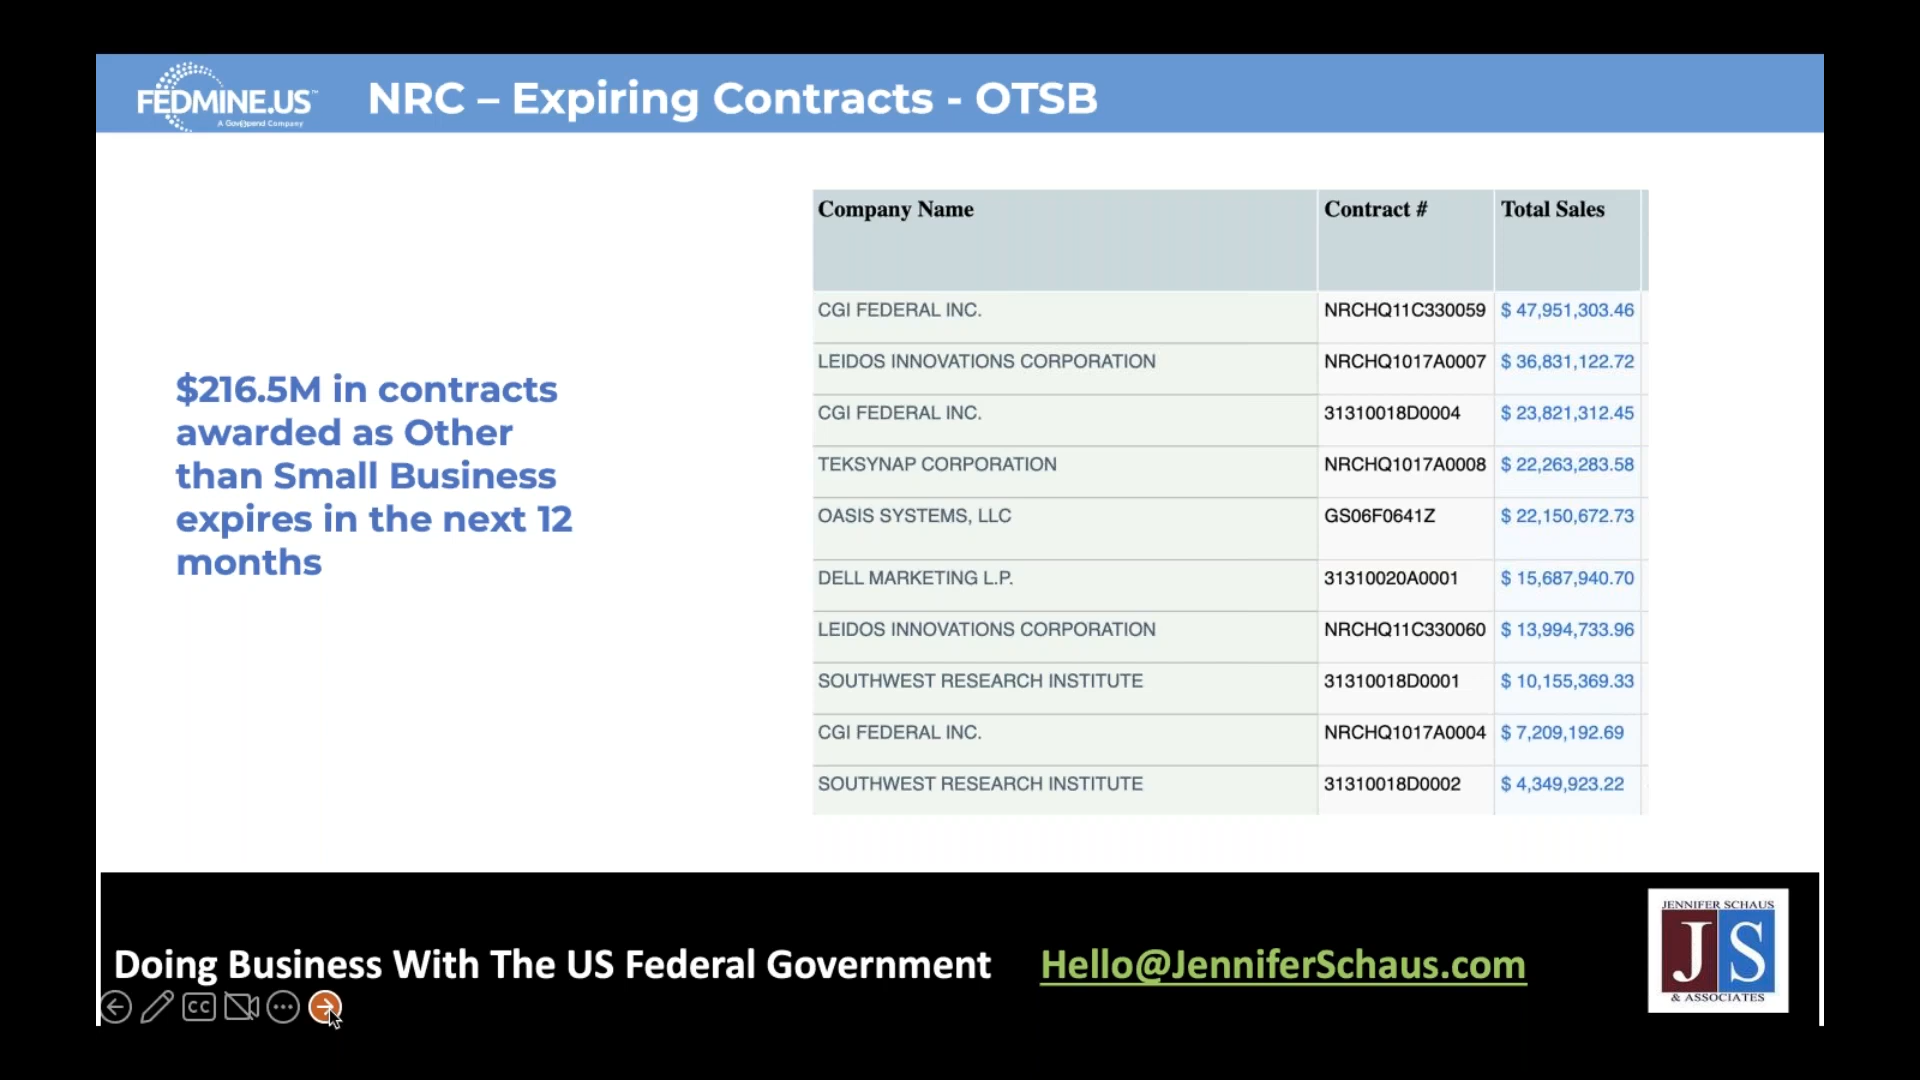 FEDMINE.US™
A GovSpend Company
NRC – Expiring Contracts - OTSB
$216.5M in contracts
awarded as Other
than Small Business
expires in the next 12
months
Company Name Contract # Total Sales
CGI FEDERAL INC. NRCHQ11C330059 $ 47,951,303.46
LEIDOS INNOVATIONS CORPORATION NRCHQ1017A0007 $ 36,831,122.72
CGI FEDERAL INC. 31310018D0004 $ 23,821,312.45
TEKSYNAP CORPORATION NRCHQ1017A0008 $ 22,263,283.58
OASIS SYSTEMS, LLC GS06F0641Z $ 22,150,672.73
DELL MARKETING L.P. 31310020A0001 $ 15,687,940.70
LEIDOS INNOVATIONS CORPORATION NRCHQ11C330060 $ 13,994,733.96
SOUTHWEST RESEARCH INSTITUTE 31310018D0001 $ 10,155,369.33
CGI FEDERAL INC. NRCHQ1017A0004 $ 7,209,192.69
SOUTHWEST RESEARCH INSTITUTE 31310018D0002 $ 4,349,923.22
Doing Business With The US Federal Government Hello@JenniferSchaus.com
JENNIFER SCHAUS
JS
& ASSOCIATES
CC